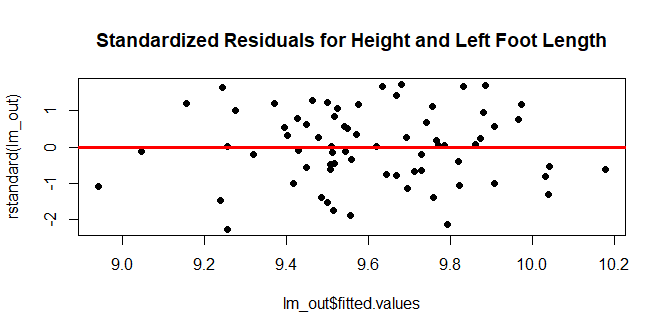 Standardized Residuals for Height and Left Foot Length
rstandard(lm_out)
1
0
-1
-2
9.0 9.2 9.4 9.6 9.8 10.0 10.2
lm_out$fitted.values